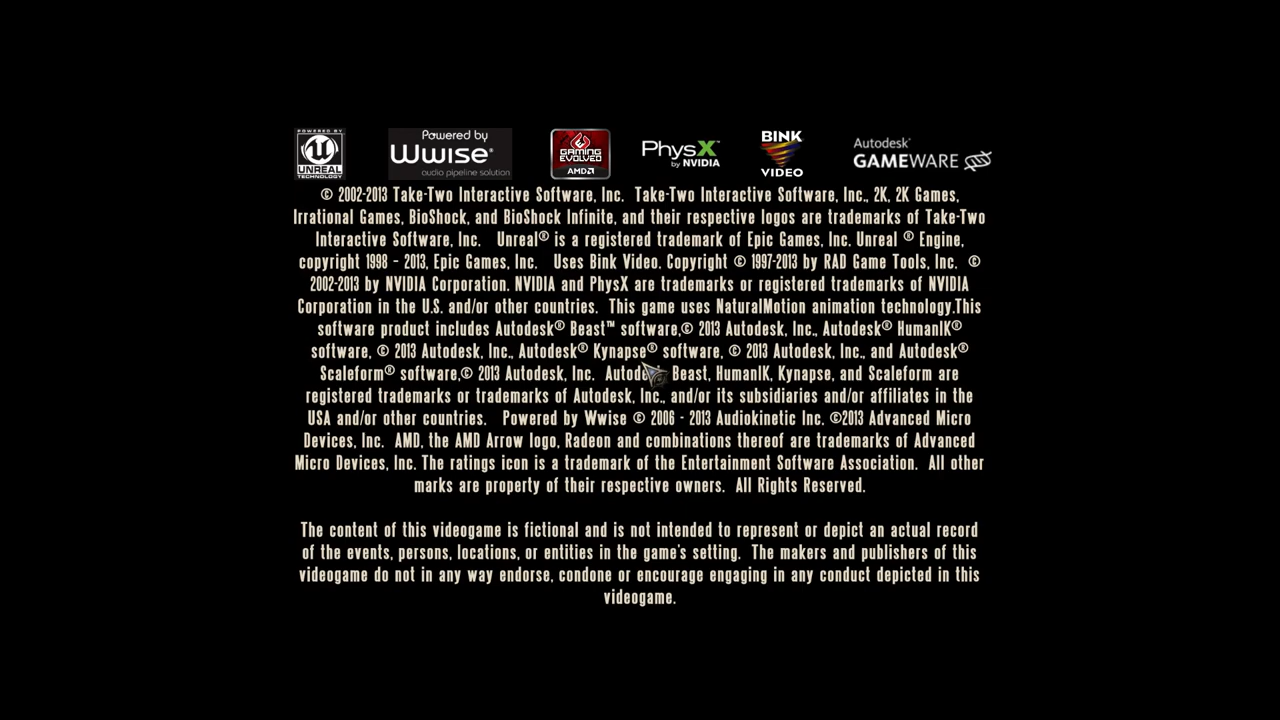 POWERED BY
UNREAL
TECHNOLOGY
Powered by
Wwise®
audio pipeline solution
GAMING
EVOLVED
AMD
PhysX
by NVIDIA
BINK
VIDEO
Autodesk®
GAMEWARE
© 2002-2013 Take-Two Interactive Software, Inc. Take-Two Interactive Software, Inc., 2K, 2K Games,
Irrational Games, BioShock, and BioShock Infinite, and their respective logos are trademarks of Take-Two
Interactive Software, Inc. Unreal® is a registered trademark of Epic Games, Inc. Unreal ® Engine,
copyright 1998 – 2013, Epic Games, Inc. Uses Bink Video. Copyright © 1997-2013 by RAD Game Tools, Inc. ©
2002-2013 by NVIDIA Corporation. NVIDIA and PhysX are trademarks or registered trademarks of NVIDIA
Corporation in the U.S. and/or other countries. This game uses NaturalMotion animation technology.This
software product includes Autodesk® Beast™ software,© 2013 Autodesk, Inc., Autodesk® HumanIK®
software, © 2013 Autodesk, Inc., Autodesk® Kynapse® software, © 2013 Autodesk, Inc., and Autodesk®
Scaleform® software,© 2013 Autodesk, Inc. Beast, HumanIK, Kynapse, and Scaleform are
registered trademarks or trademarks of Autodesk, Inc., and/or its subsidiaries and/or affiliates in the
USA and/or other countries. Powered by Wwise © 2006 - 2013 Audiokinetic Inc. ©2013 Advanced Micro
Devices, Inc. AMD, the AMD Arrow logo, Radeon and combinations thereof are trademarks of Advanced
Micro Devices, Inc. The ratings icon is a trademark of the Entertainment Software Association. All other
marks are property of their respective owners. All Rights Reserved.
The content of this videogame is fictional and is not intended to represent or depict an actual record
of the events, persons, locations, or entities in the game's setting. The makers and publishers of this
videogame do not in any way endorse, condone or encourage engaging in any conduct depicted in this
videogame.